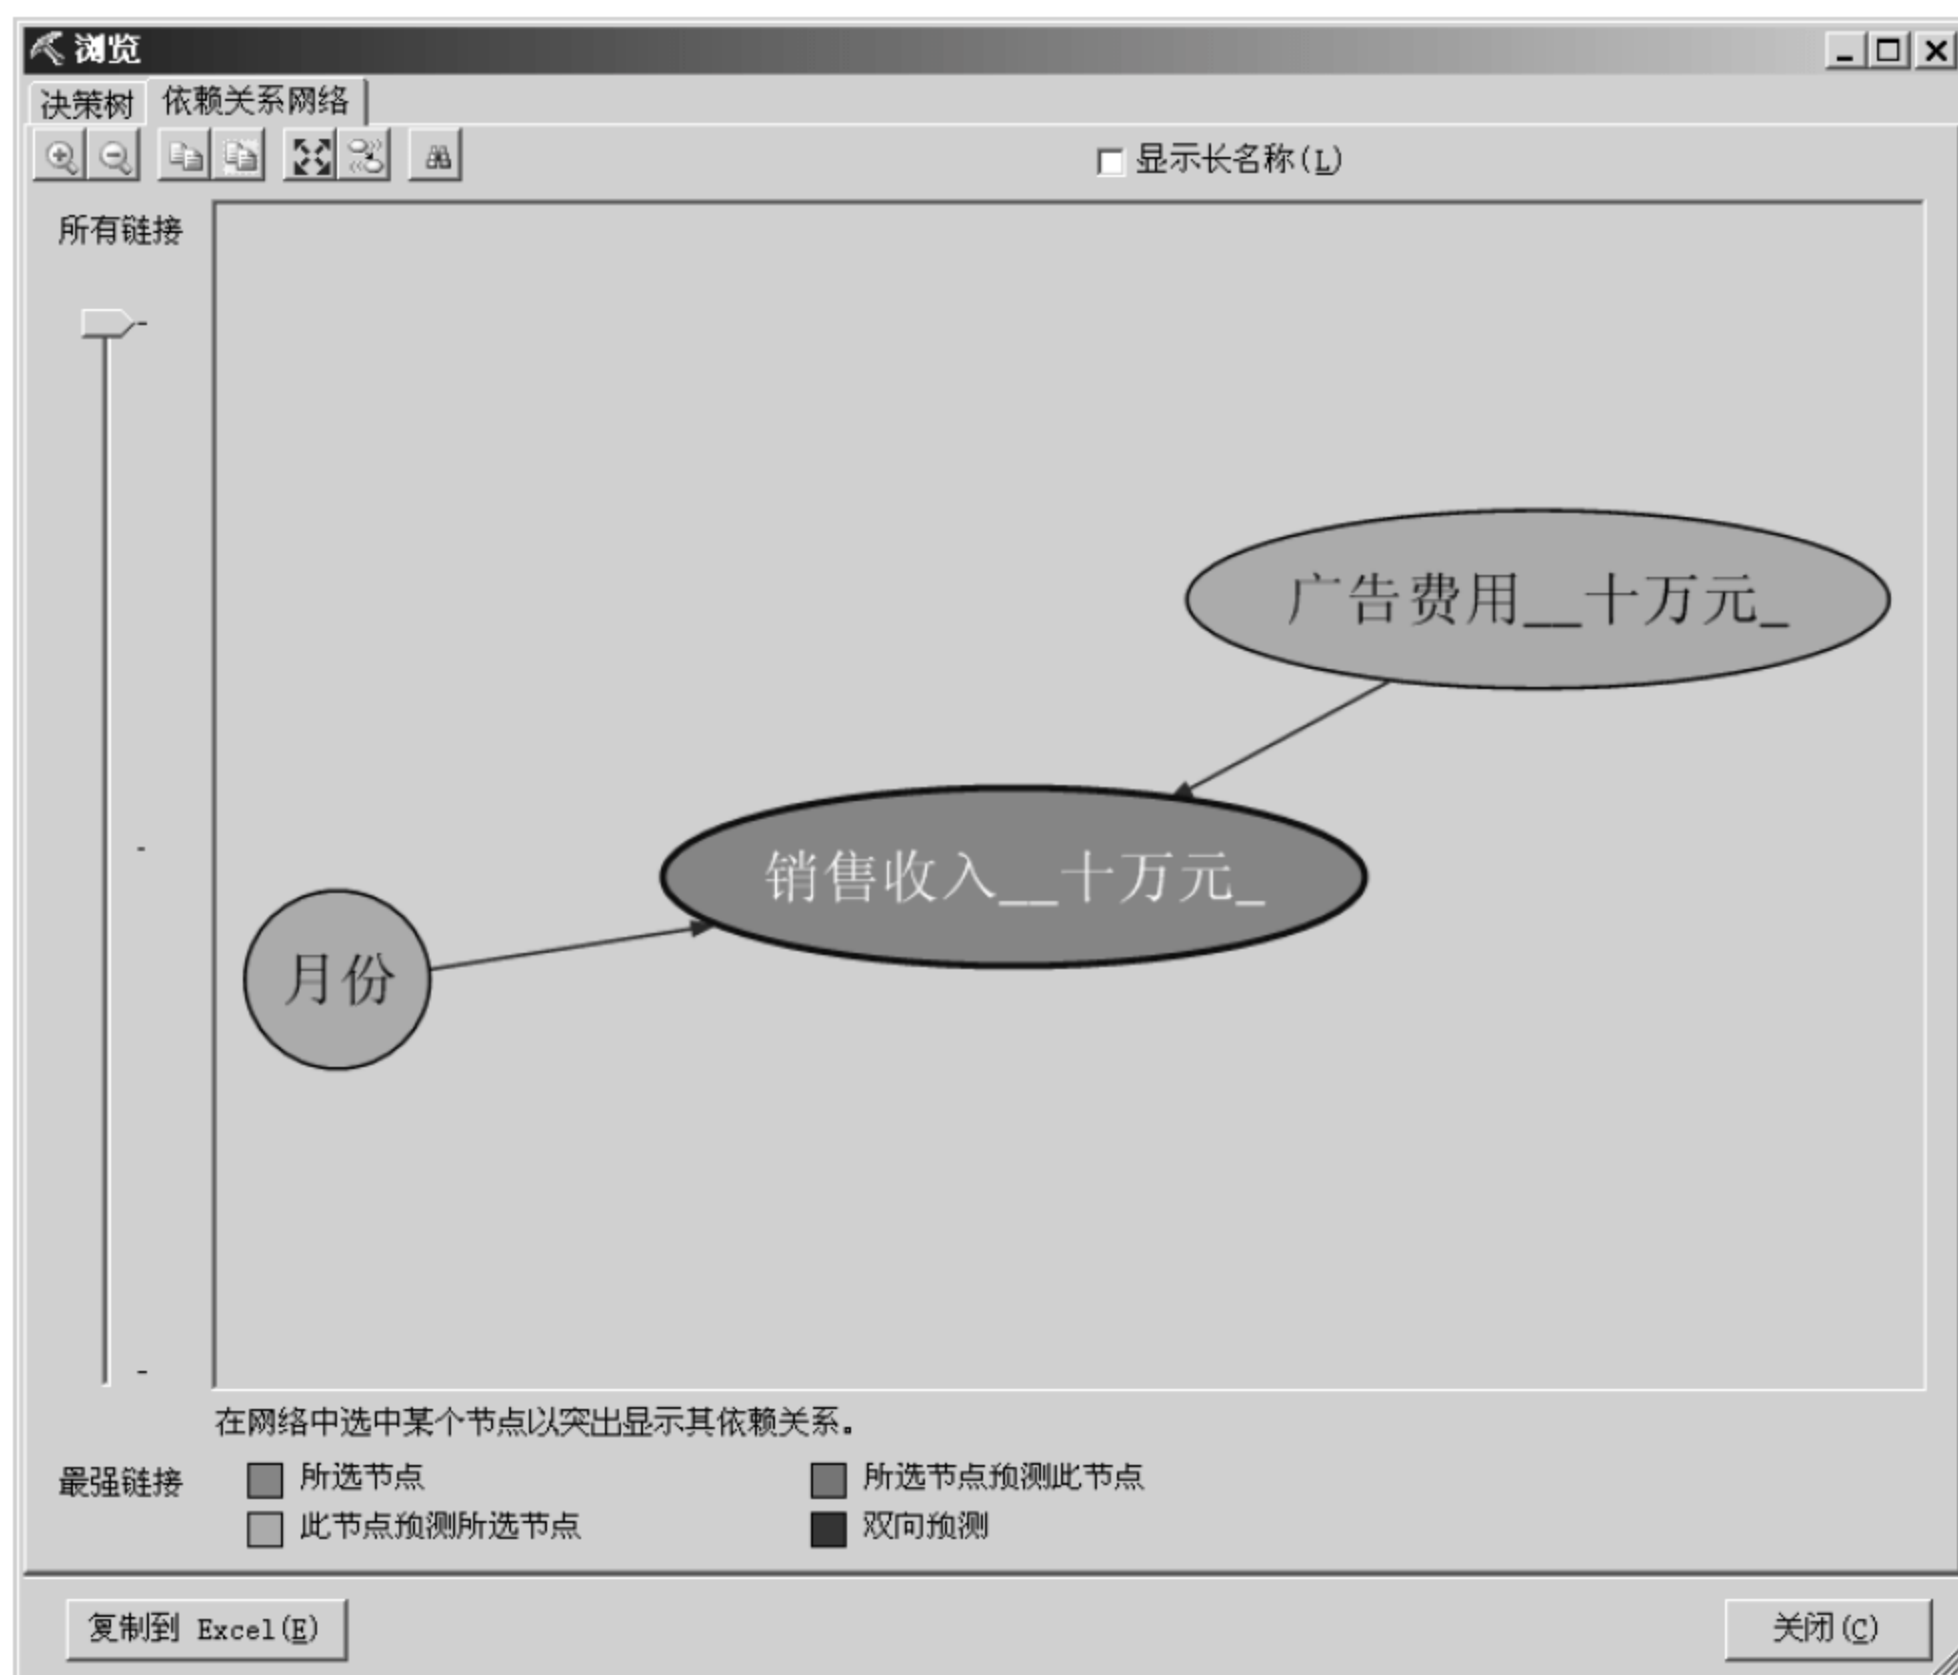 浏览
决策树 依赖关系网络
显示长名称(L)
所有链接
广告费用__十万元_
销售收入__十万元_
月份
在网络中选中某个节点以突出显示其依赖关系。
最强链接
所选节点 所选节点预测此节点
此节点预测所选节点 双向预测
复制到 Excel(E) 关闭(C)